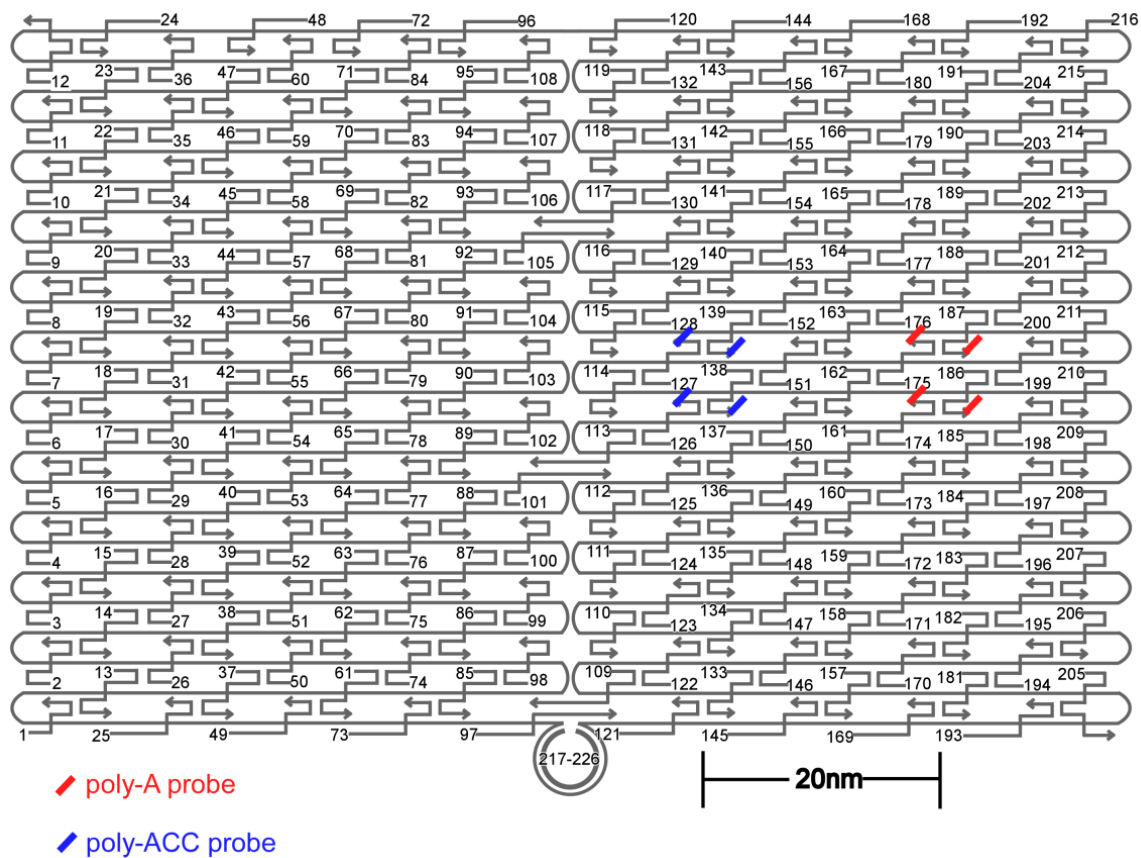 24 48 72 96 120 144 168 192 216
12 23 36 47 60 71 84 95 108 119 132 143 156 167 180 191 204 215
11 22 35 46 59 70 83 94 107 118 131 142 155 166 179 190 203 214
10 21 34 45 58 69 82 93 106 117 130 141 154 165 178 189 202 213
9 20 33 44 57 68 81 92 105 116 129 140 153 164 177 188 201 212
8 19 32 43 56 67 80 91 104 115 128 139 152 163 176 187 200 211
7 18 31 42 55 66 79 90 103 114 127 138 151 162 175 186 199 210
6 17 30 41 54 65 78 89 102 113 126 137 150 161 174 185 198 209
5 16 29 40 53 64 77 88 101 112 125 136 149 160 173 184 197 208
4 15 28 39 52 63 76 87 100 111 124 135 148 159 172 183 196 207
3 14 27 38 51 62 75 86 99 110 123 134 147 158 171 182 195 206
2 13 26 37 50 61 74 85 98 109 122 133 146 157 170 181 194 205
1 25 49 73 97 121 145 169 193
217-226
20nm
poly-A probe
poly-ACC probe